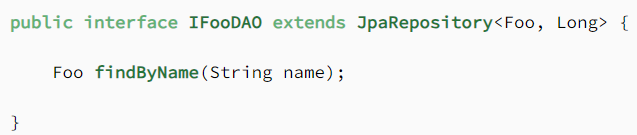 public interface IFooDAO extends JpaRepository<Foo, Long> {
Foo findByName(String name);
}